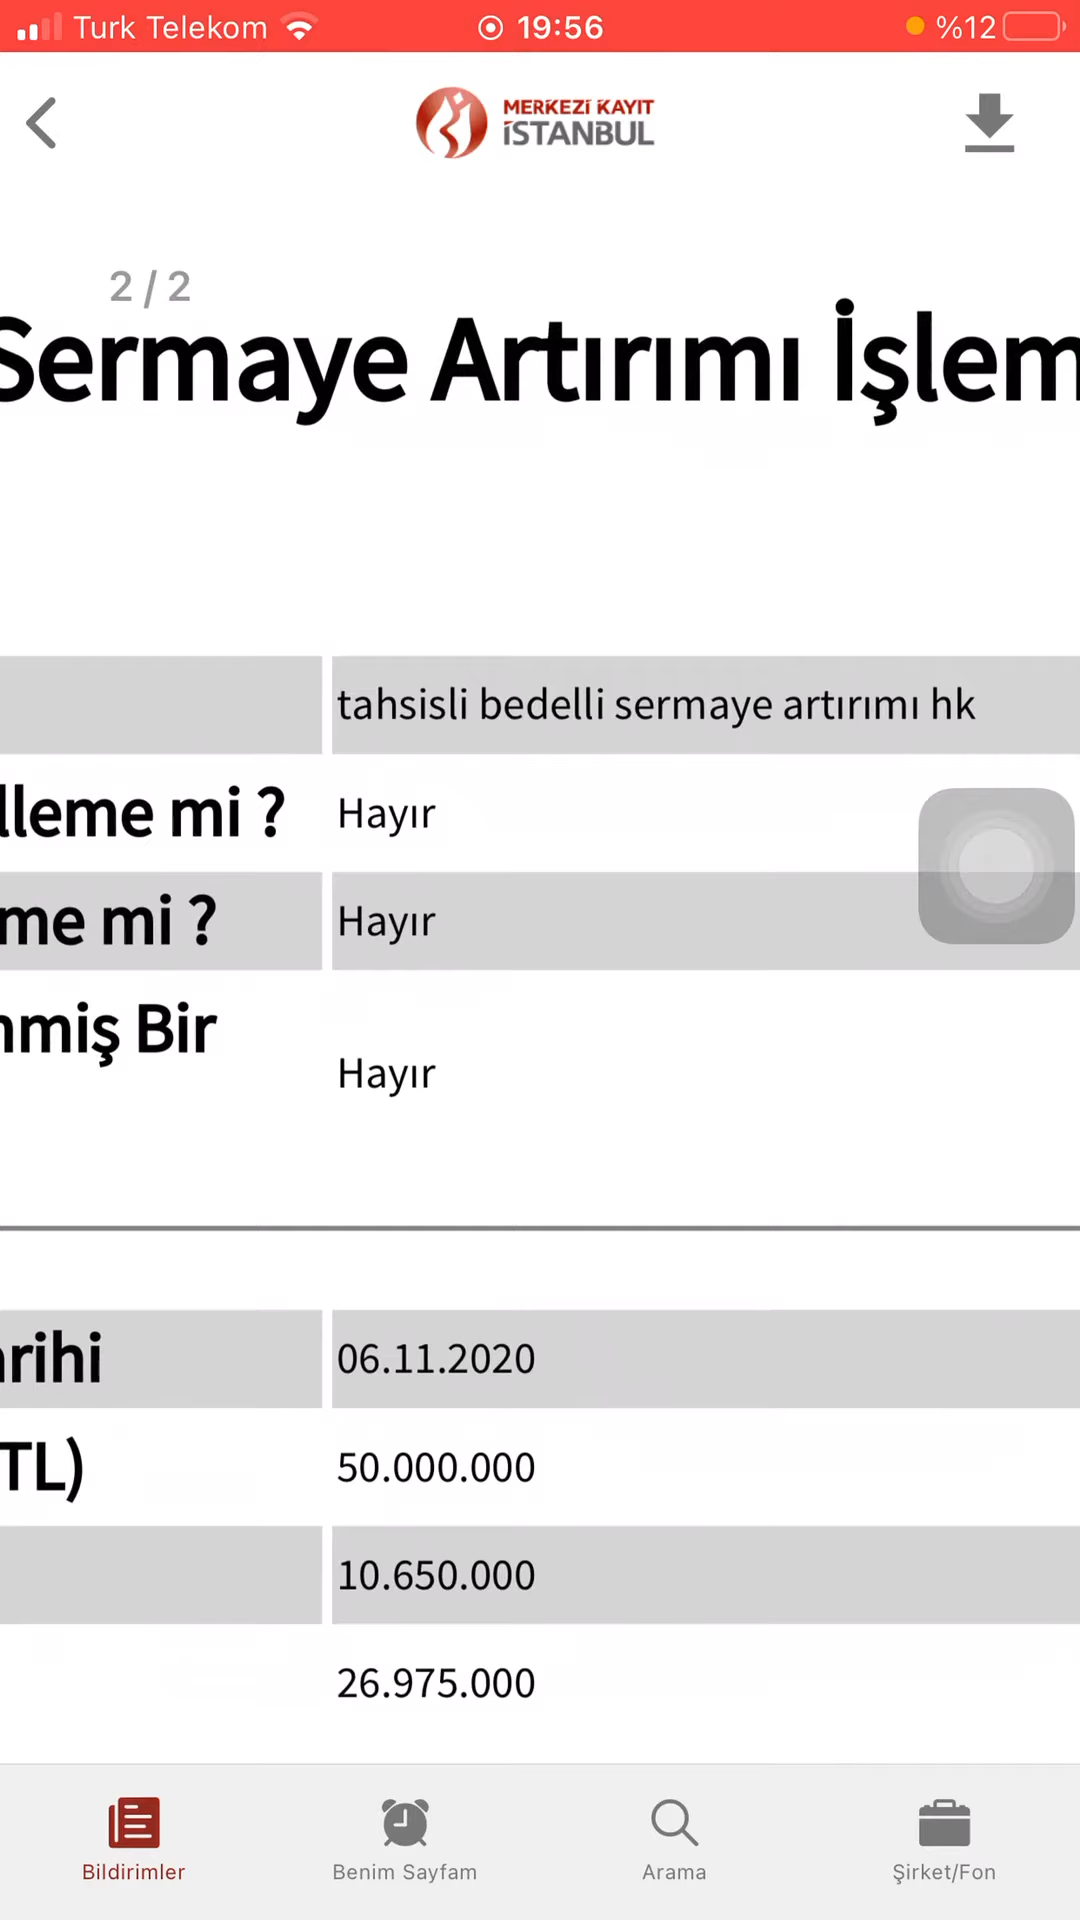 Turk Telekom 19:56 %12
MERKEZİ KAYIT
İSTANBUL
2 / 2
Sermaye Artırımı İşlem
tahsisli bedelli sermaye artırımı hk
lleme mi ? Hayır
me mi ? Hayır
nmiş Bir
Hayır
arihi 06.11.2020
TL) 50.000.000
10.650.000
26.975.000
Bildirimler Benim Sayfam Arama Şirket/Fon